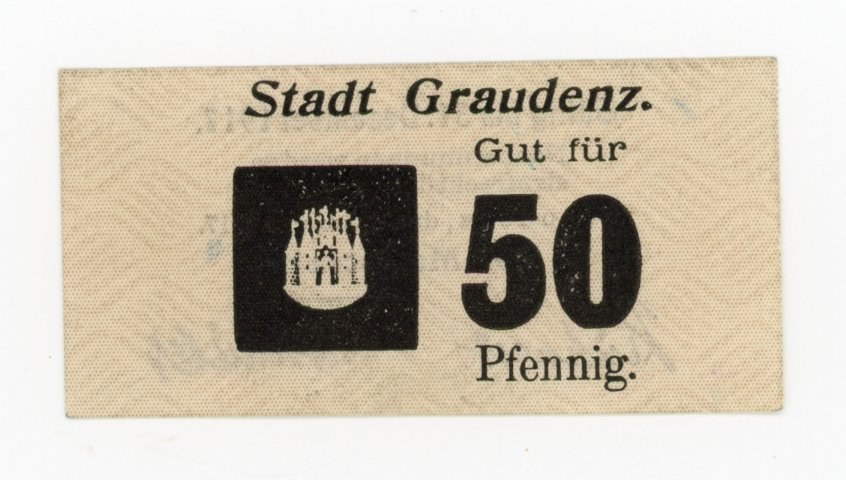 Stadt Graudenz.
Gut für
50
Pfennig.